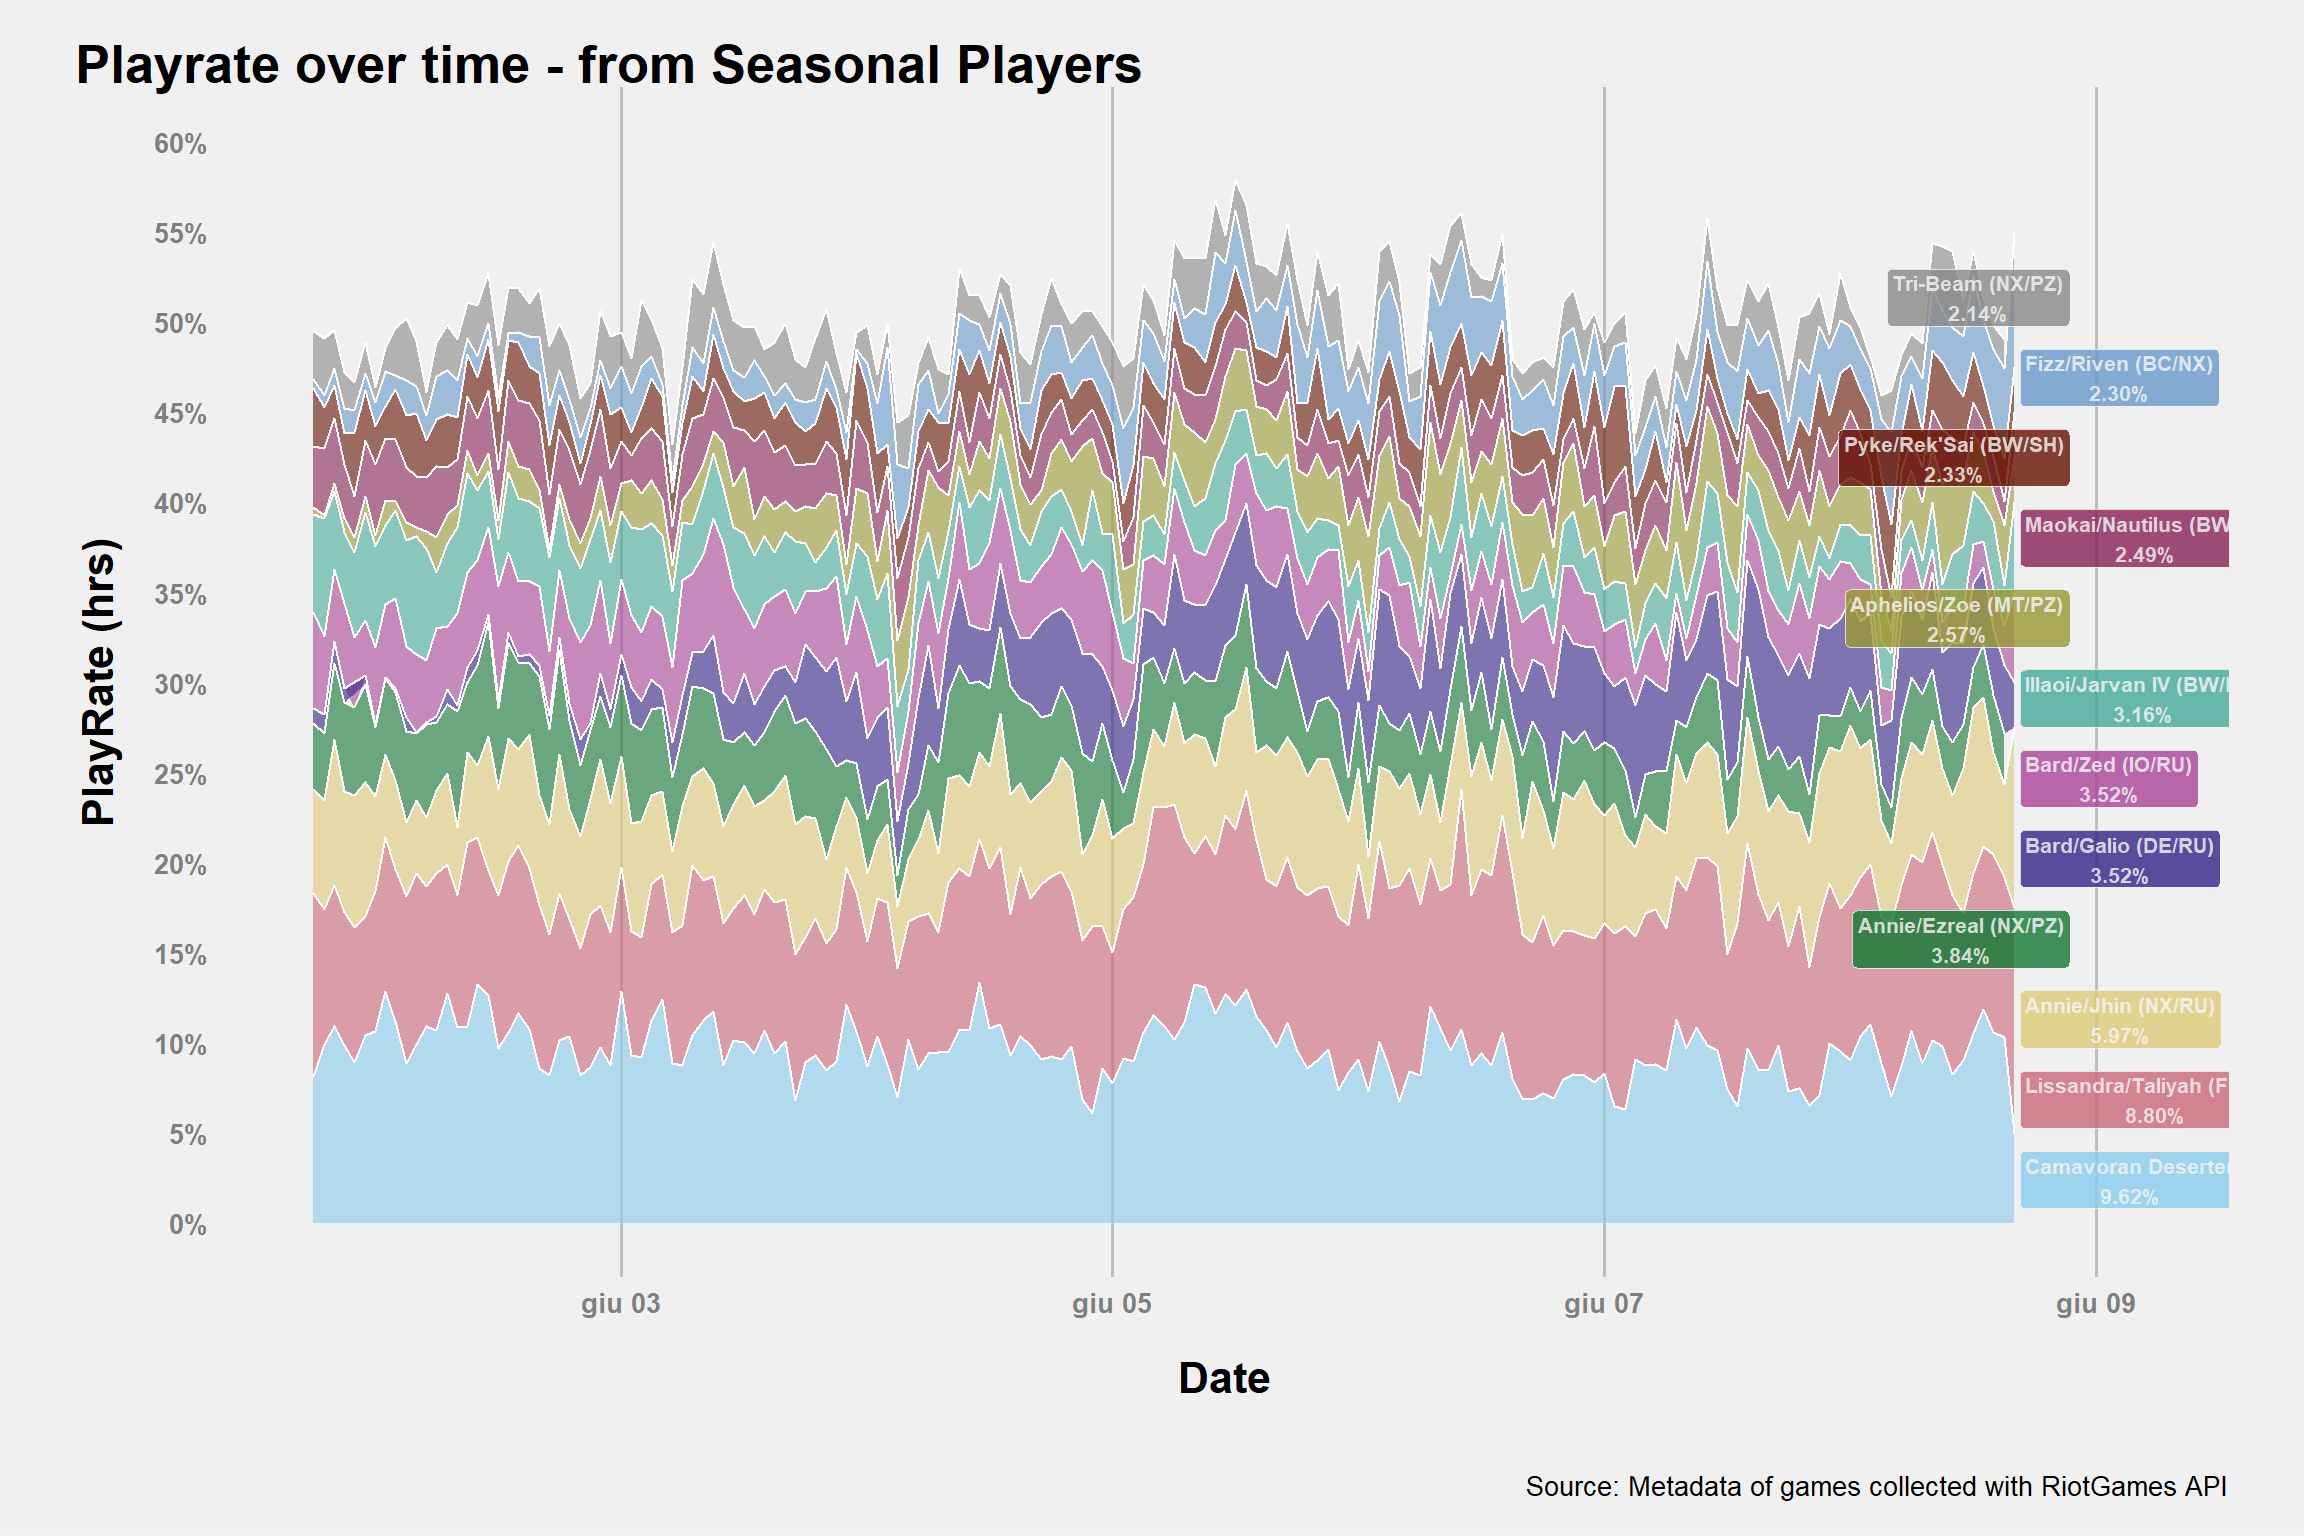 Playrate over time - from Seasonal Players
60%
55%
50%
45%
40%
35%
30%
25%
20%
15%
10%
5%
0%
PlayRate (hrs)
Tri-Beam (NX/PZ)
2.14%
Fizz/Riven (BC/NX)
2.30%
Pyke/Rek'Sai (BW/SH)
2.33%
Maokai/Nautilus (BW
2.49%
Aphelios/Zoe (MT/PZ)
2.57%
Illaoi/Jarvan IV (BW/
3.16%
Bard/Zed (IO/RU)
3.52%
Bard/Galio (DE/RU)
3.52%
Annie/Ezreal (NX/PZ)
3.84%
Annie/Jhin (NX/RU)
5.97%
Lissandra/Taliyah (F
8.80%
Camavoran Deserter
9.62%
giu 03
giu 05
giu 07
giu 09
Date
Source: Metadata of games collected with RiotGames API